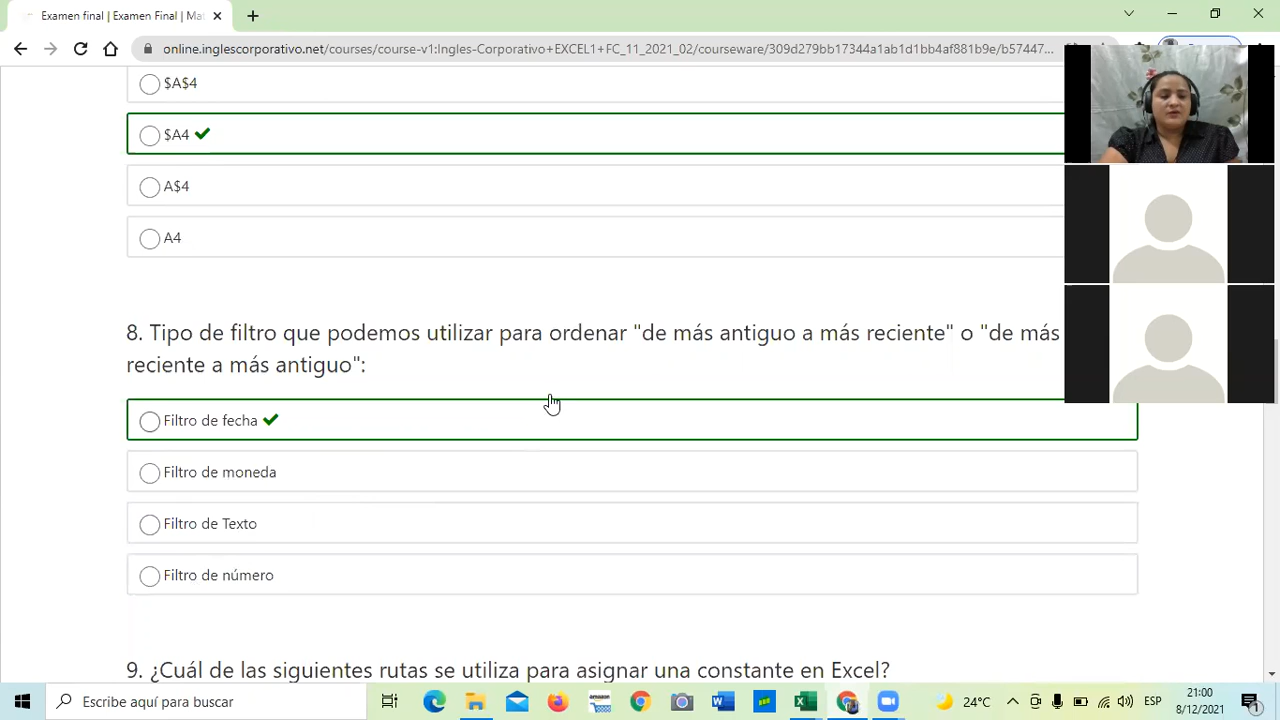 Examen final | Examen Final | Ma
online.inglescorporativo.net/courses/course-v1:Ingles-Corporativo+EXCEL1+FC_11_2021_02/courseware/309d279bb17344a1ab1d1bb4af881b9e/b57447...
$A$4
$A4
A$4
A4
8. Tipo de filtro que podemos utilizar para ordenar "de más antiguo a más reciente" o "de más
reciente a más antiguo":
Filtro de fecha
Filtro de moneda
Filtro de Texto
Filtro de número
9. ¿Cuál de las siguientes rutas se utiliza para asignar una constante en Excel?
Escribe aquí para buscar
24°C
ESP
21:00
8/12/2021